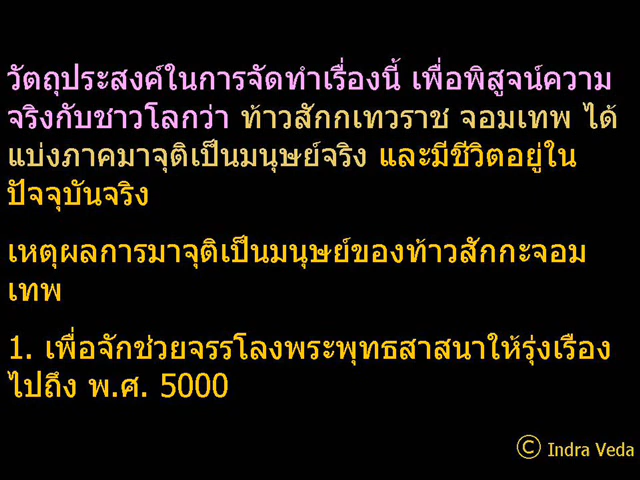 วัตถุประสงค์ในการจัดทำเรื่องนี้ เพื่อพิสูจน์ความ
จริงกับชาวโลกว่า ท้าวสักกเทวราช จอมเทพ ได้
แบ่งภาคมาจุติเป็นมนุษย์จริง และมีชีวิตอยู่ใน
ปัจจุบันจริง
เหตุผลการมาจุติเป็นมนุษย์ของท้าวสักกะจอม
เทพ
1. เพื่อจักช่วยจรรโลงพระพุทธสาสนาให้รุ่งเรือง
ไปถึง พ.ศ. 5000
© Indra Veda